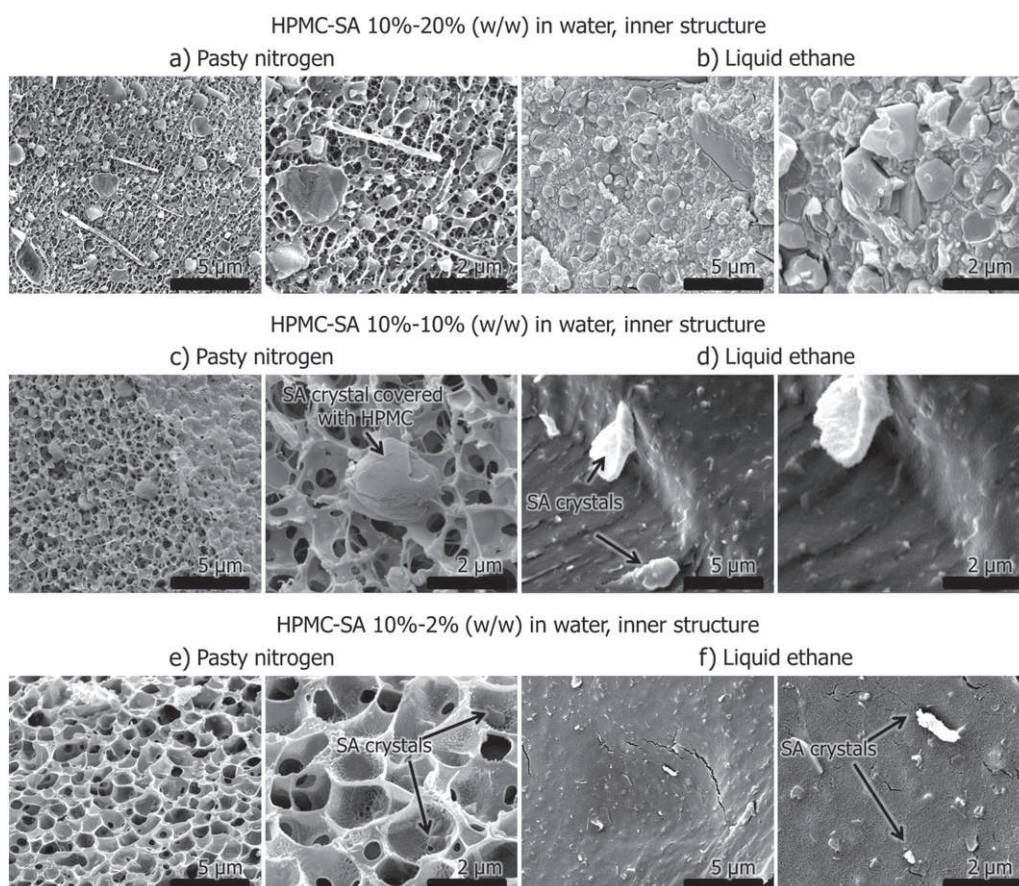 HPMC-SA 10%-20% (w/w) in water, inner structure
a) Pasty nitrogen
b) Liquid ethane
5 µm
2 µm
5 µm
2 µm
HPMC-SA 10%-10% (w/w) in water, inner structure
c) Pasty nitrogen
d) Liquid ethane
SA crystal covered
with HPMC
SA crystals
5 µm
2 µm
5 µm
2 µm
HPMC-SA 10%-2% (w/w) in water, inner structure
e) Pasty nitrogen
f) Liquid ethane
SA crystals
SA crystals
5 µm
2 µm
5 µm
2 µm